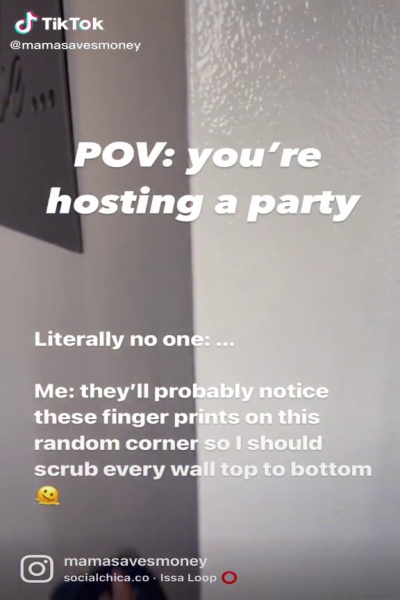 TikTok
@mamasavesmoney
POV: you're
hosting a party
Literally no one: ...
Me: they'll probably notice
these finger prints on this
random corner so I should
scrub every wall top to bottom
🫠
mamasavesmoney
socialchica.co · Issa Loop ⭕